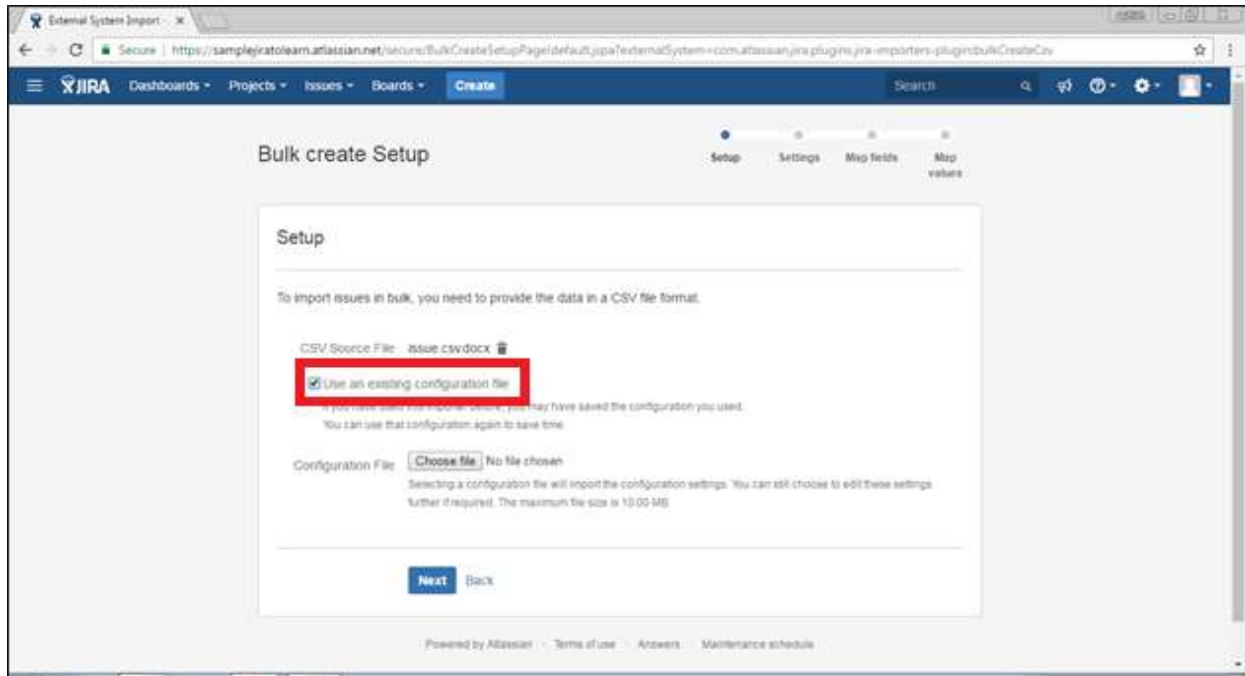 External System Import
Secure | https://samplejiratolearn.atlassian.net/secure/BulkCreateSetupPage!default.jspa?externalSystem=com.atlassian.jira.plugins.jira-importers-plugin:bulkCreateCsv
JIRA Dashboards Projects Issues Boards Create Search
Bulk create Setup
Setup Settings Map fields Map values
Setup
To import issues in bulk, you need to provide the data in a CSV file format.
CSV Source File issue.csv.docx
Use an existing configuration file
If you have used this importer before, you may have saved the configuration you used.
You can use that configuration again to save time.
Configuration File Choose file No file chosen
Selecting a configuration file will import the configuration settings. You can still choose to edit these settings
further if required. The maximum file size is 10.00 MB
Next Back
Powered by Atlassian · Terms of use · Answers · Maintenance schedule